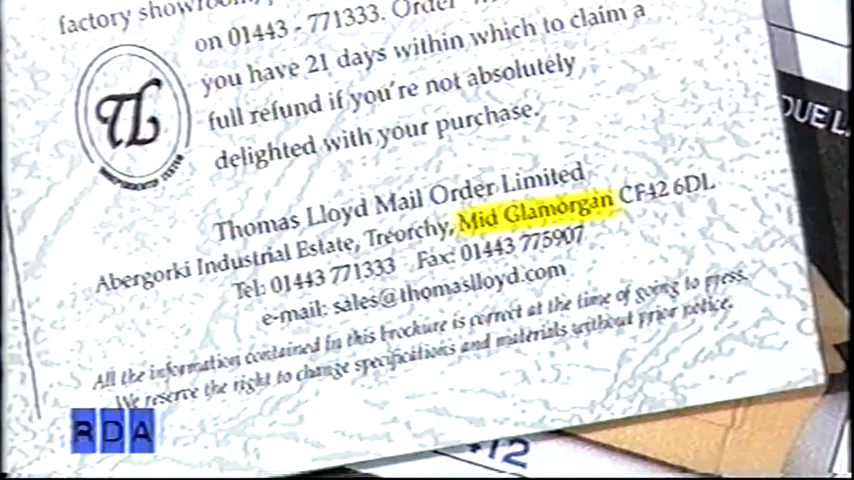 factory showroom
on 01443 - 771333. Order
you have 21 days within which to claim a
full refund if you're not absolutely
delighted with your purchase.
TL
Thomas Lloyd Mail Order Limited
Abergorki Industrial Estate, Treorchy, Mid Glamorgan CF42 6DL
Tel: 01443 771333 Fax: 01443 775907
e-mail: sales@thomaslloyd.com
All the information contained in this brochure is correct at the time of going to press.
We reserve the right to change specifications and materials without prior notice.
RDA